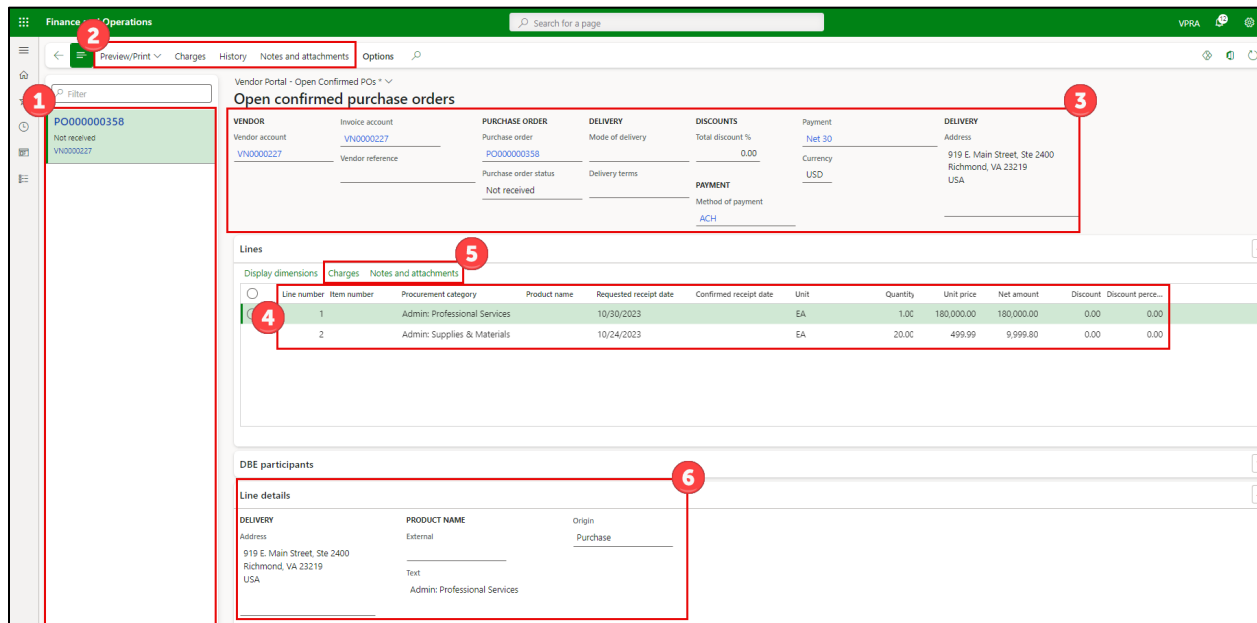 Finance and Operations
Search for a page
VPRA
2
Preview/Print Charges History Notes and attachments Options
1
Filter
PO000000358
Not received
VN0000227
Vendor Portal - Open Confirmed POs *
Open confirmed purchase orders
3
VENDOR
Vendor account
VN0000227
Invoice account
VN0000227
Vendor reference
PURCHASE ORDER
Purchase order
PO000000358
Purchase order status
Not received
DELIVERY
Mode of delivery
Delivery terms
DISCOUNTS
Total discount %
0.00
PAYMENT
Method of payment
ACH
Payment
Net 30
Currency
USD
DELIVERY
Address
919 E. Main Street, Ste 2400
Richmond, VA 23219
USA
Lines
5
Display dimensions Charges Notes and attachments
Line number Item number Procurement category Product name Requested receipt date Confirmed receipt date Unit Quantity Unit price Net amount Discount Discount perce...
4
1 Admin: Professional Services 10/30/2023 EA 1.00 180,000.00 180,000.00 0.00 0.00
2 Admin: Supplies & Materials 10/24/2023 EA 20.00 499.99 9,999.80 0.00 0.00
DBE participants
6
Line details
DELIVERY
Address
919 E. Main Street, Ste 2400
Richmond, VA 23219
USA
PRODUCT NAME
External
Text
Admin: Professional Services
Origin
Purchase